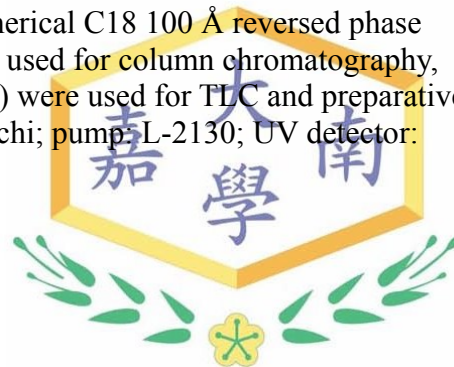 herical C18 100 Å reversed phase
used for column chromatography,
) were used for TLC and preparative
chi; pump: L-2130; UV detector:
大
嘉 南
學